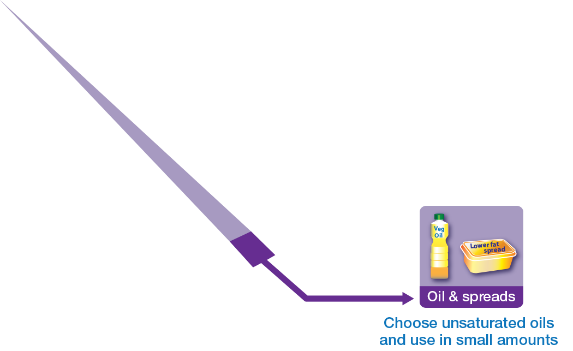 Veg
Oil
Lower fat
spread
Oil & spreads
Choose unsaturated oils
and use in small amounts